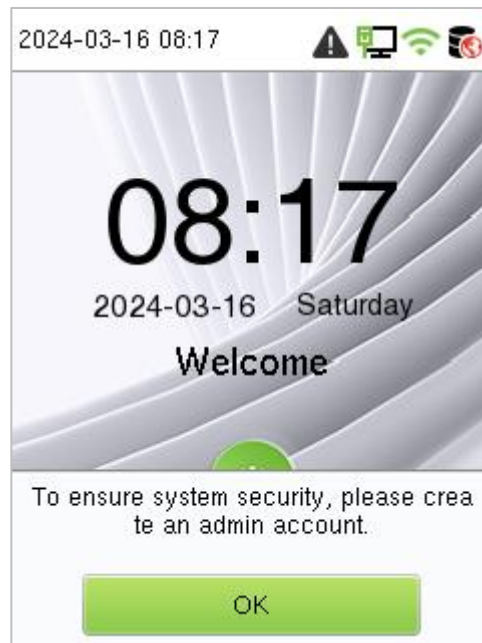 2024-03-16 08:17
08:17
2024-03-16 Saturday
Welcome
To ensure system security, please crea
te an admin account.
OK